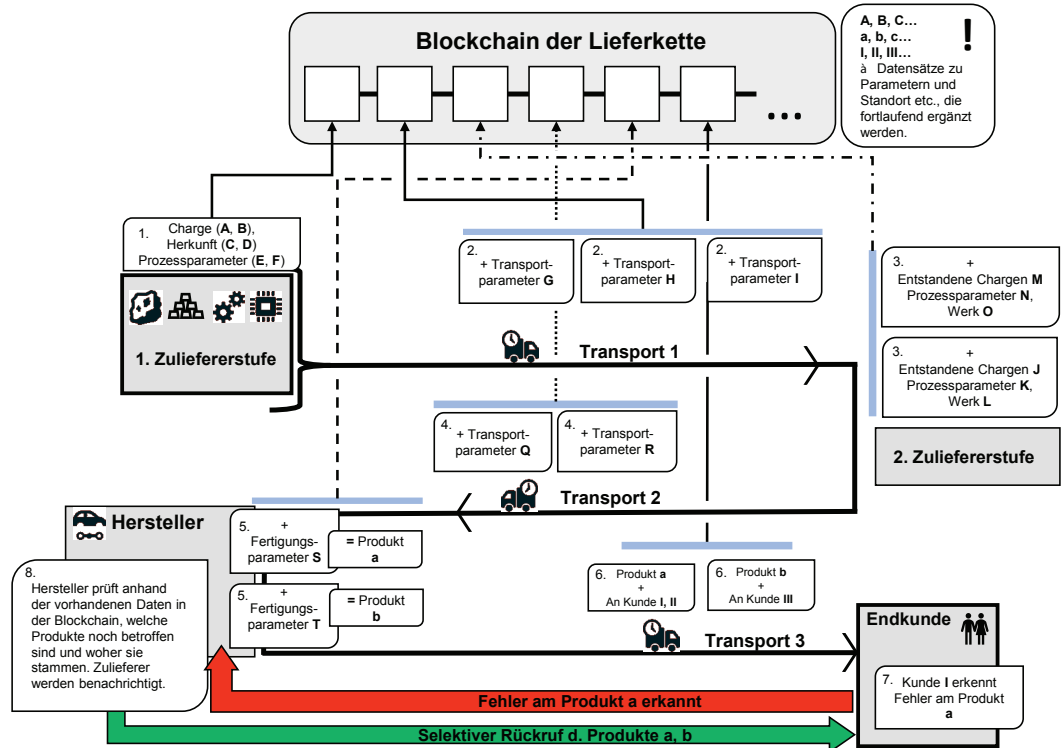 Blockchain der Lieferkette
...
A, B, C…
a, b, c…
I, II, III…
à Datensätze zu
Parametern und
Standort etc., die
fortlaufend ergänzt
werden.
!
1. Charge (A, B),
Herkunft (C, D)
Prozessparameter (E, F)
1. Zuliefererstufe
2.
+ Transport-
parameter G
2.
+ Transport-
parameter H
2.
+ Transport-
parameter I
3. +
Entstandene Chargen M
Prozessparameter N,
Werk O
3. +
Entstandene Chargen J
Prozessparameter K,
Werk L
2. Zuliefererstufe
Transport 1
4.
+ Transport-
parameter Q
4.
+ Transport-
parameter R
Transport 2
Hersteller
5. +
Fertigungs-
parameter S
= Produkt
a
5. +
Fertigungs-
parameter T
= Produkt
b
6. Produkt a
+
An Kunde I, II
6. Produkt b
+
An Kunde III
8.
Hersteller prüft anhand
der vorhandenen Daten in
der Blockchain, welche
Produkte noch betroffen
sind und woher sie
stammen. Zulieferer
werden benachrichtigt.
Transport 3
Endkunde
7. Kunde I erkennt
Fehler am Produkt
a
Fehler am Produkt a erkannt
Selektiver Rückruf d. Produkte a, b